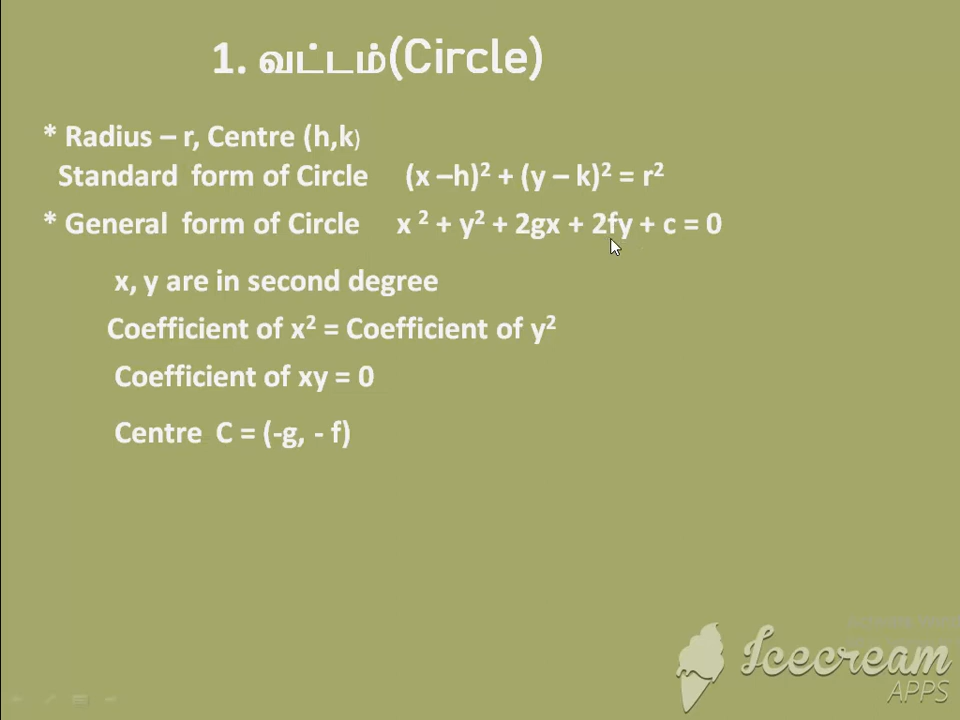 1. வட்டம்(Circle)
* Radius – r, Centre (h,k)
Standard form of Circle (x –h)² + (y – k)² = r²
* General form of Circle x ² + y² + 2gx + 2fy + c = 0
x, y are in second degree
Coefficient of x² = Coefficient of y²
Coefficient of xy = 0
Centre C = (-g, - f)
Icecream
APPS